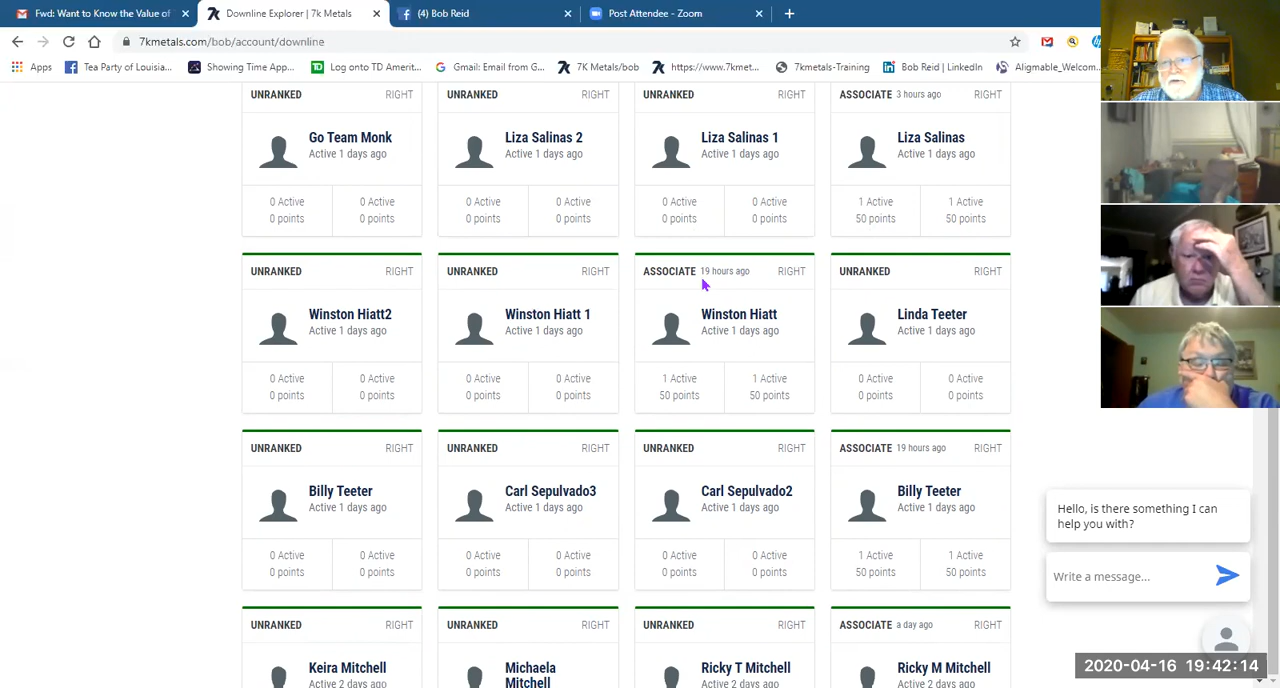 Fwd: Want to Know the Value of
Downline Explorer | 7k Metals
(4) Bob Reid
Post Attendee - Zoom
7kmetals.com/bob/account/downline
Apps
Tea Party of Louisia...
Showing Time App...
Log onto TD Amerit...
Gmail: Email from G...
7K Metals/bob
https://www.7kmet...
7kmetals-Training
Bob Reid | LinkedIn
Alignable_Welcom...
UNRANKED RIGHT
UNRANKED RIGHT
UNRANKED RIGHT
ASSOCIATE 3 hours ago RIGHT
Go Team Monk
Liza Salinas 2
Liza Salinas 1
Liza Salinas
Active 1 days ago
Active 1 days ago
Active 1 days ago
Active 1 days ago
0 Active 0 Active
0 Active 0 Active
0 Active 0 Active
1 Active 1 Active
0 points 0 points
0 points 0 points
0 points 0 points
50 points 50 points
UNRANKED RIGHT
UNRANKED RIGHT
ASSOCIATE 19 hours ago RIGHT
UNRANKED RIGHT
Winston Hiatt2
Winston Hiatt 1
Winston Hiatt
Linda Teeter
Active 1 days ago
Active 1 days ago
Active 1 days ago
Active 1 days ago
0 Active 0 Active
0 Active 0 Active
1 Active 1 Active
0 Active 0 Active
0 points 0 points
0 points 0 points
50 points 50 points
0 points 0 points
UNRANKED RIGHT
UNRANKED RIGHT
UNRANKED RIGHT
ASSOCIATE 19 hours ago RIGHT
Billy Teeter
Carl Sepulvado3
Carl Sepulvado2
Billy Teeter
Active 1 days ago
Active 1 days ago
Active 1 days ago
Active 1 days ago
0 Active 0 Active
0 Active 0 Active
0 Active 0 Active
1 Active 1 Active
0 points 0 points
0 points 0 points
0 points 0 points
50 points 50 points
UNRANKED RIGHT
UNRANKED RIGHT
UNRANKED RIGHT
ASSOCIATE a day ago RIGHT
Keira Mitchell
Michaela
Mitchell
Ricky T Mitchell
Ricky M Mitchell
Active 2 days ago
Active 2 days ago
Active 2 days ago
Hello, is there something I can
help you with?
Write a message...
2020-04-16 19:42:14